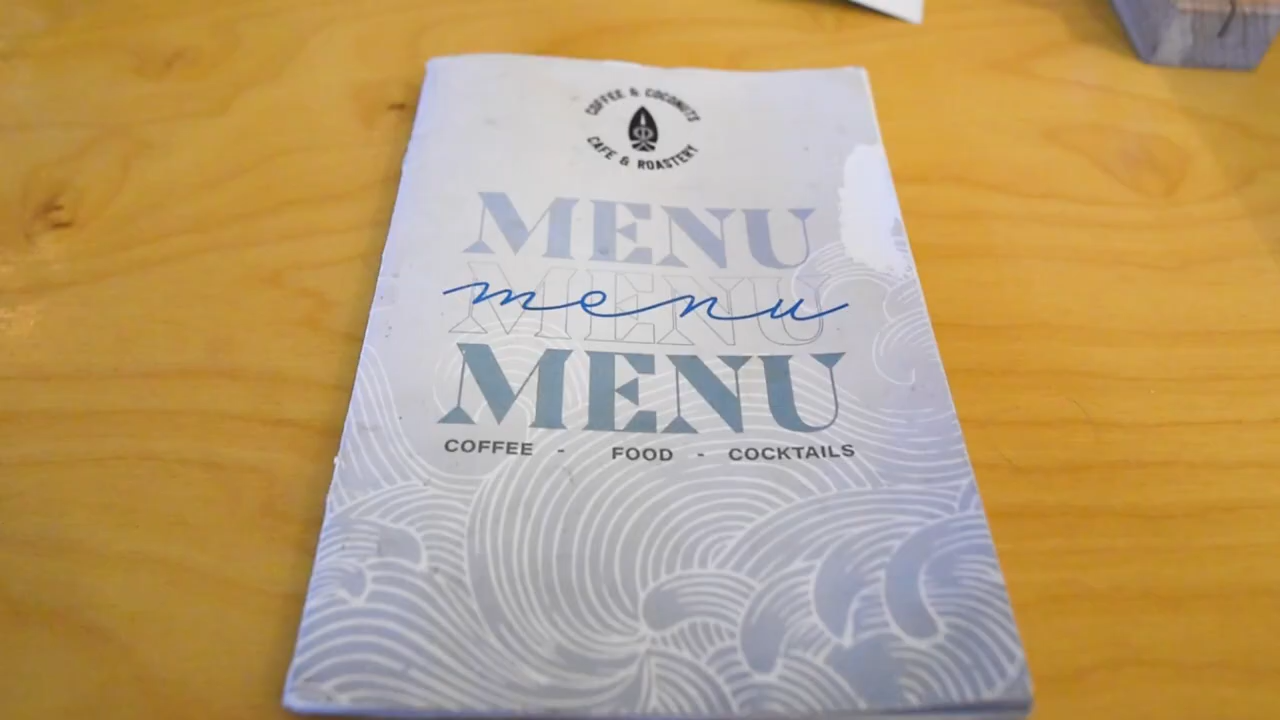 COFFEE & COCONUTS
CAFE & ROASTERY
MENU
MENU
menu
MENU
COFFEE - FOOD - COCKTAILS